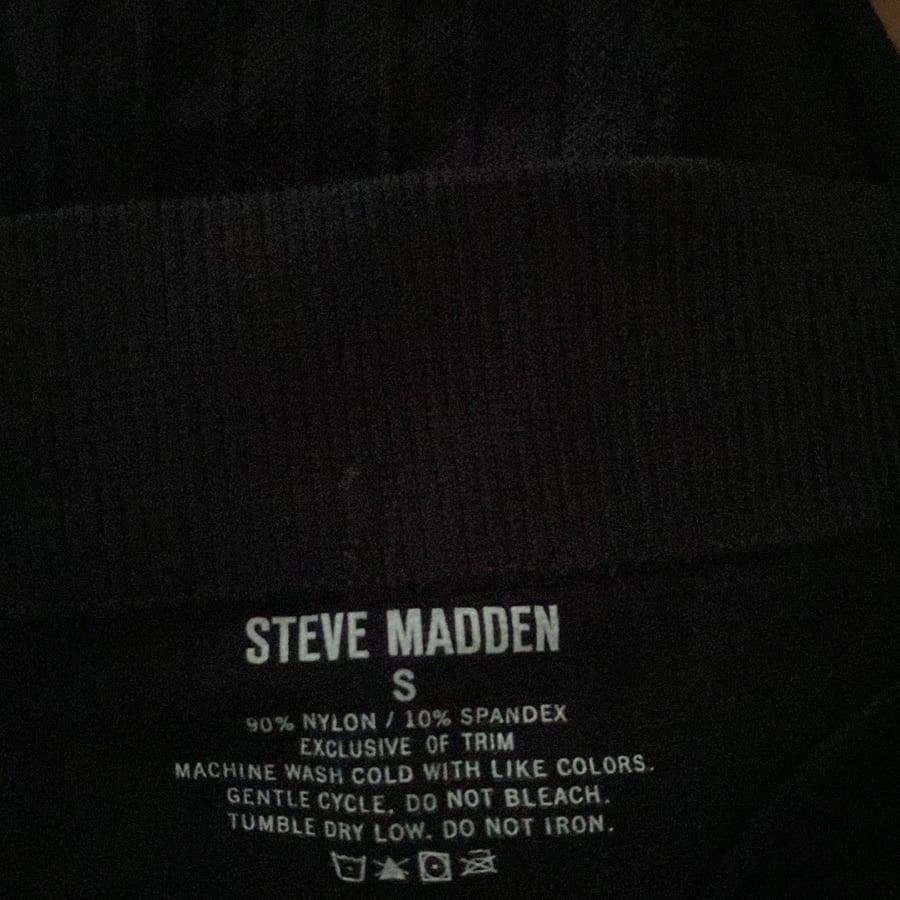 STEVE MADDEN
S
90% NYLON / 10% SPANDEX
EXCLUSIVE OF TRIM
MACHINE WASH COLD WITH LIKE COLORS.
GENTLE CYCLE. DO NOT BLEACH.
TUMBLE DRY LOW. DO NOT IRON.